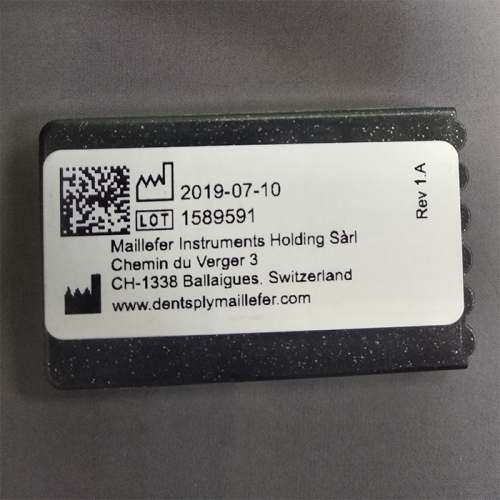 2019-07-10
LOT 1589591
Maillefer Instruments Holding Sàrl
Chemin du Verger 3
CH-1338 Ballaigues, Switzerland
www.dentsplymaillefer.com
Rev 1.A